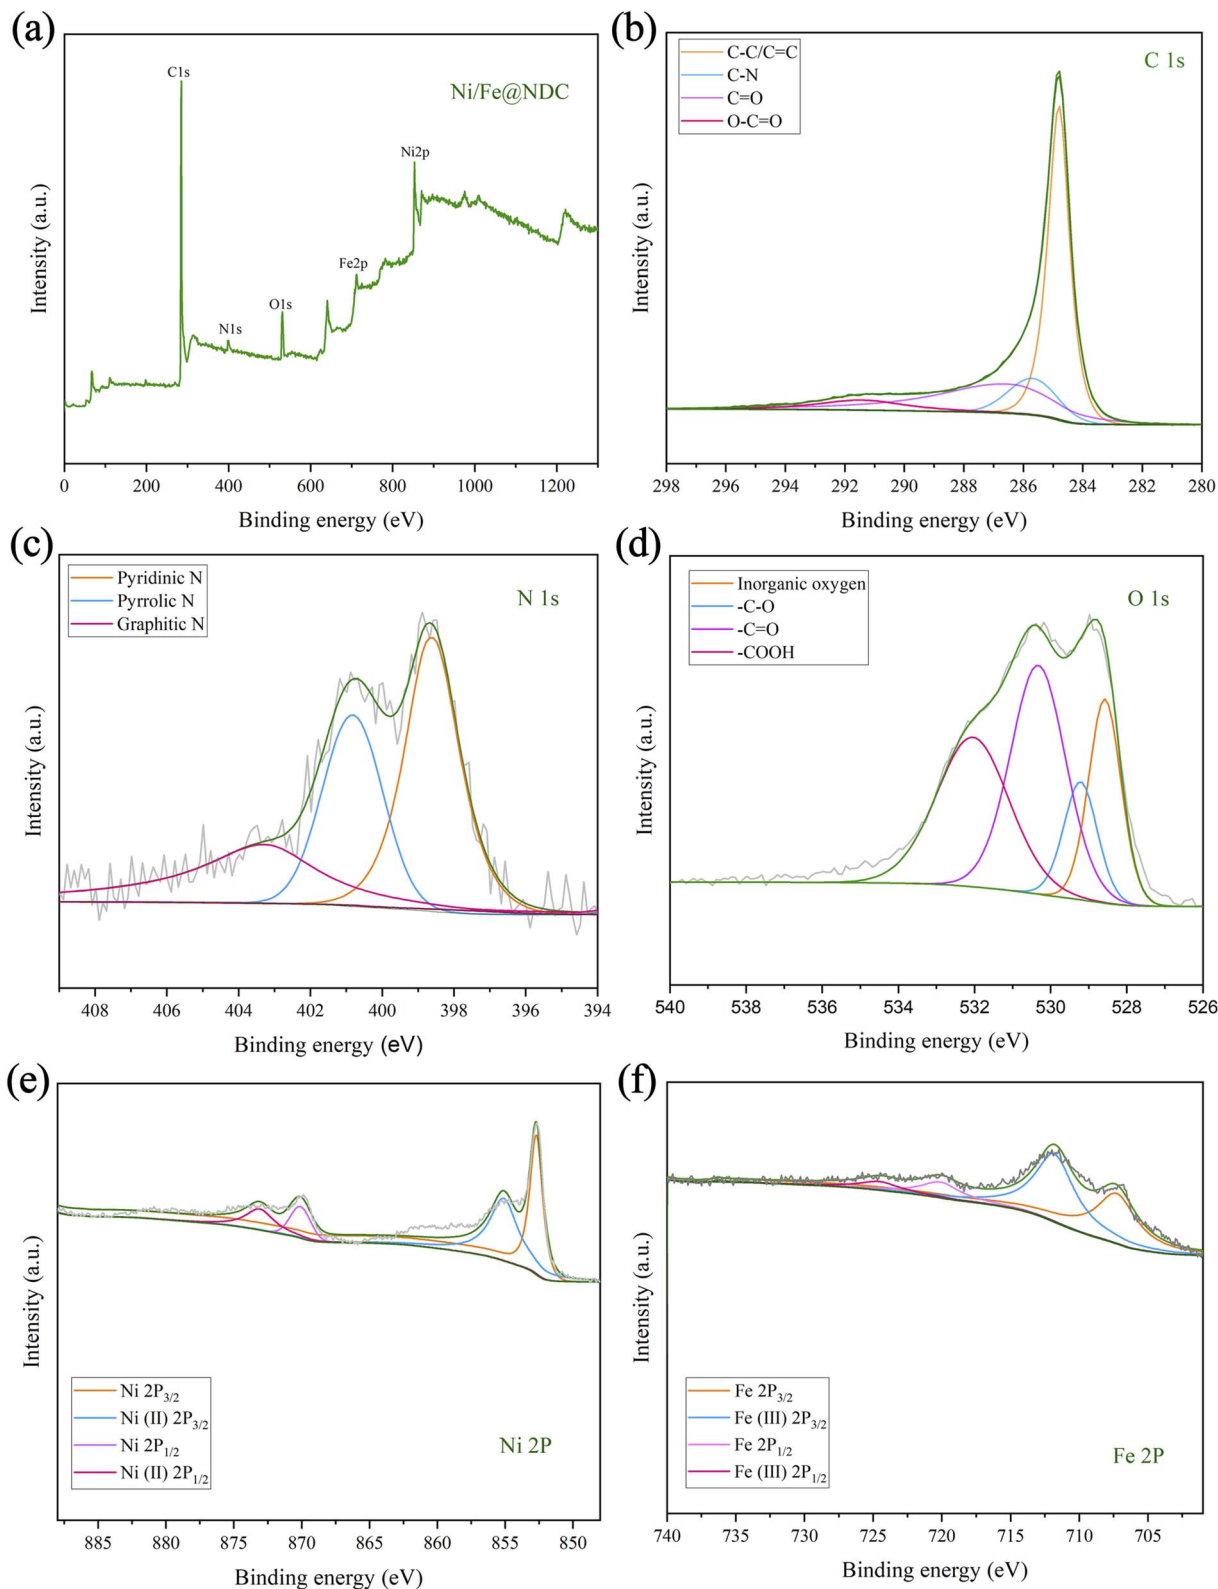 (a)
C1s
Ni/Fe@NDC
Ni2p
Fe2p
O1s
N1s
Intensity (a.u.)
0 200 400 600 800 1000 1200
Binding energy (eV)
(b)
C-C/C=C
C-N
C=O
O-C=O
C 1s
Intensity (a.u.)
298 296 294 292 290 288 286 284 282 280
Binding energy (eV)
(c)
Pyridinic N
Pyrrolic N
Graphitic N
N 1s
Intensity (a.u.)
408 406 404 402 400 398 396 394
Binding energy (eV)
(d)
Inorganic oxygen
-C-O
-C=O
-COOH
O 1s
Intensity (a.u.)
540 538 536 534 532 530 528 526
Binding energy (eV)
(e)
Intensity (a.u.)
Ni 2P3/2
Ni (II) 2P3/2
Ni 2P1/2
Ni (II) 2P1/2
Ni 2P
885 880 875 870 865 860 855 850
Binding energy (eV)
(f)
Intensity (a.u.)
Fe 2P3/2
Fe (III) 2P3/2
Fe 2P1/2
Fe (III) 2P1/2
Fe 2P
740 735 730 725 720 715 710 705
Binding energy (eV)